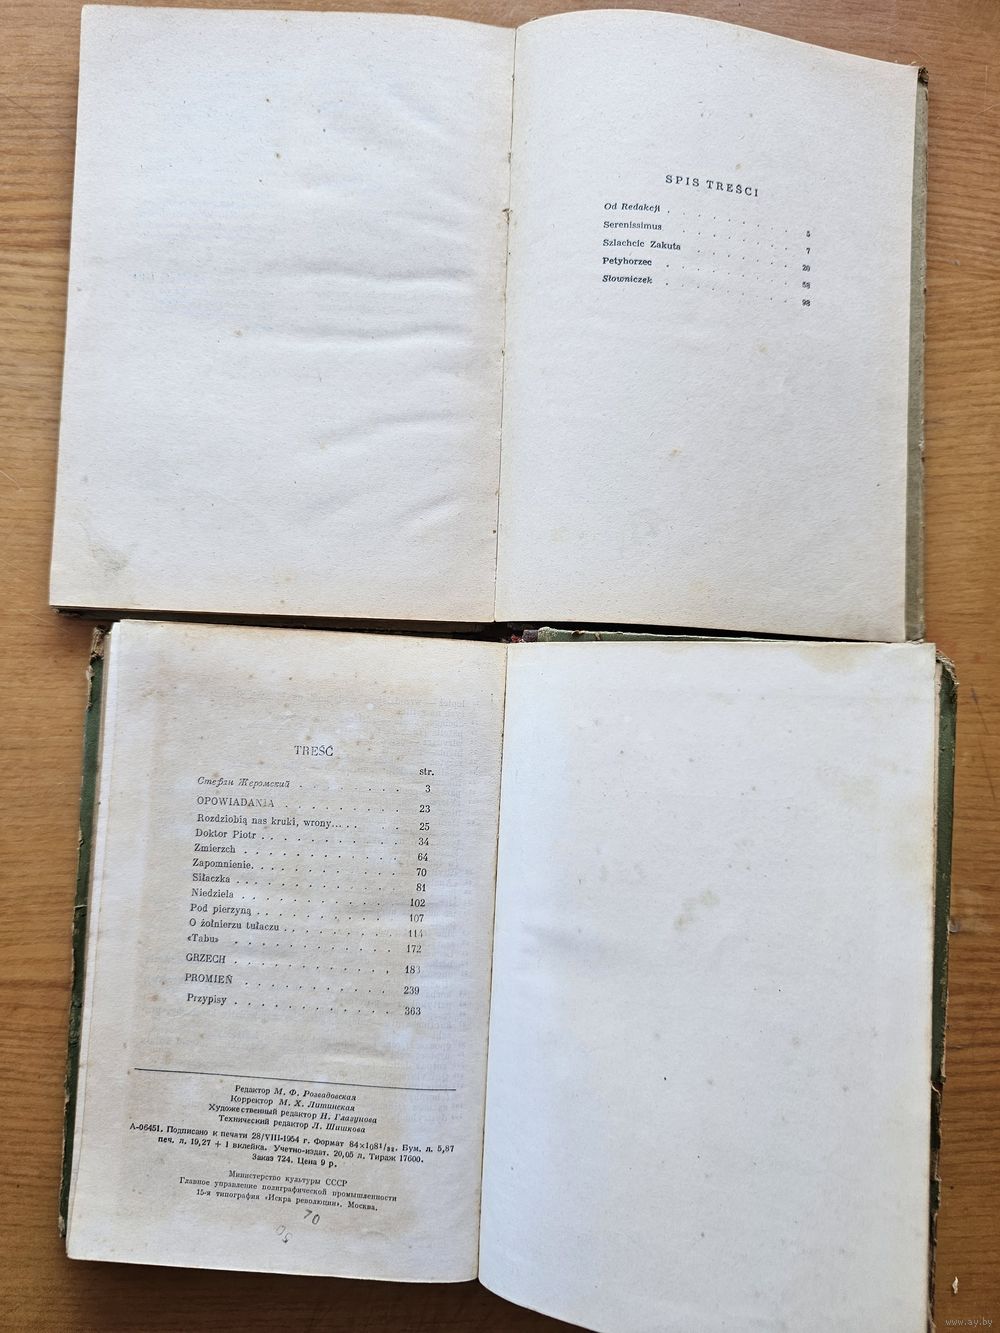 SPIS TREŚCI
Od Redakcji . . . . . . 5
Serenissimus . . . . . . 7
Szlachcic Zakuta . . . . . . 20
Petyhorzec . . . . . . 58
Słowniczek . . . . . . 98
TREŚĆ
str.
Стефан Жеромский . . . . . . 3
OPOWIADANIA . . . . . . 23
Rozdziobią nas kruki, wrony... . . . 25
Doktor Piotr . . . . . . 34
Zmierzch . . . . . . 64
Zapomnienie . . . . . . 70
Siłaczka . . . . . . 81
Niedziela . . . . . . 102
Pod pierzyną . . . . . . 107
O żołnierzu tułaczu . . . . . . 114
«Tabu» . . . . . . 172
GRZECH . . . . . . 183
PROMIEŃ . . . . . . 239
Przypisy . . . . . . 363
Редактор М. Ф. Розвадовская
Корректор М. Х. Литинская
Художественный редактор Н. Глазунова
Технический редактор Л. Шишкова
А-06451. Подписано к печати 28/VIII-1954 г. Формат 84×108¹/₃₂. Бум. л. 5,87
печ. л. 19,27 + 1 вклейка. Учетно-издат. 20,05 л. Тираж 17600.
Заказ 724. Цена 9 р.
Министерство культуры СССР
Главное управление полиграфической промышленности
15-я типография «Искра революции», Москва.
70
50
www.ay.by